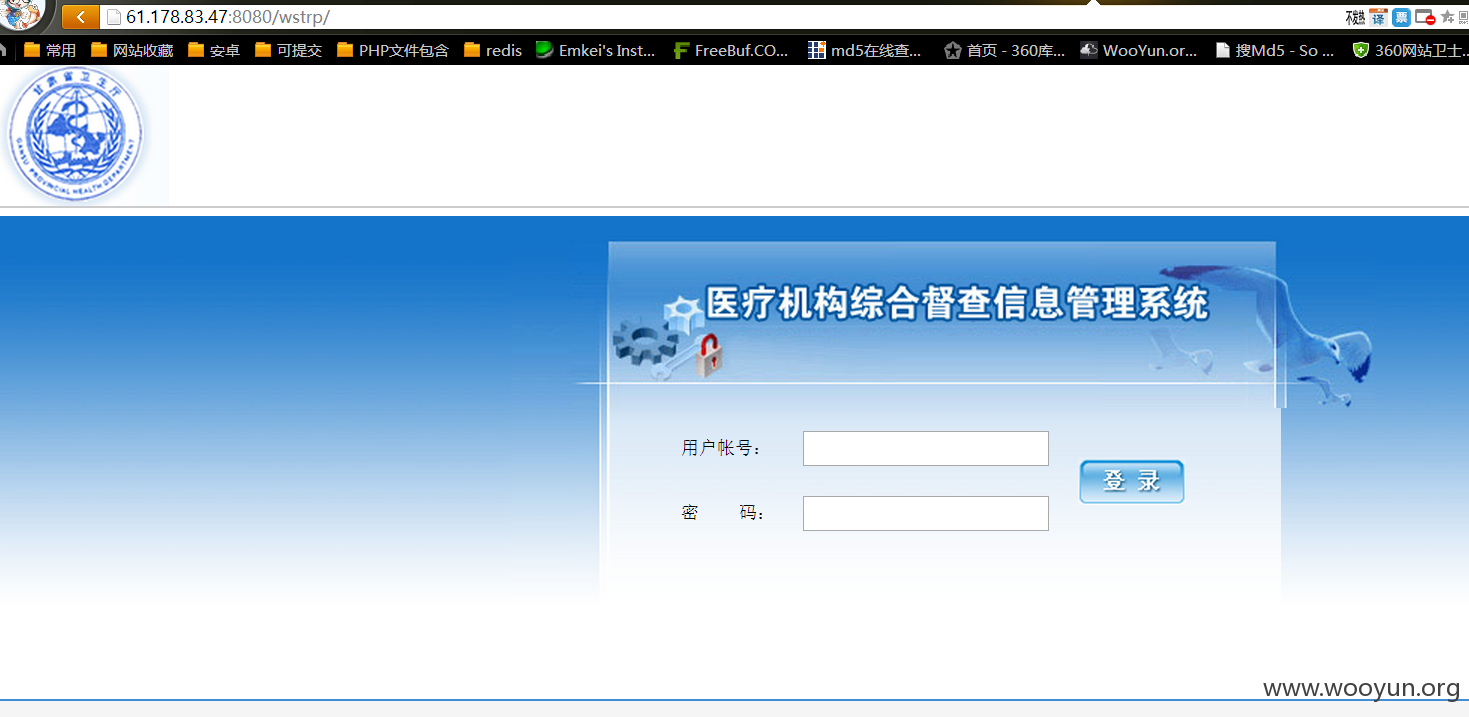 61.178.83.47:8080/wstrp/
常用 网站收藏 安卓 可提交 PHP文件包含 redis Emkei's Inst... FreeBuf.CO... md5在线查... 首页 - 360库... WooYun.or... 搜Md5 - So ... 360网站卫士...
甘肃省卫生厅
GANSU PROVINCIAL HEALTH DEPARTMENT
医疗机构综合督查信息管理系统
用户帐号：
密 码：
登 录
www.wooyun.org